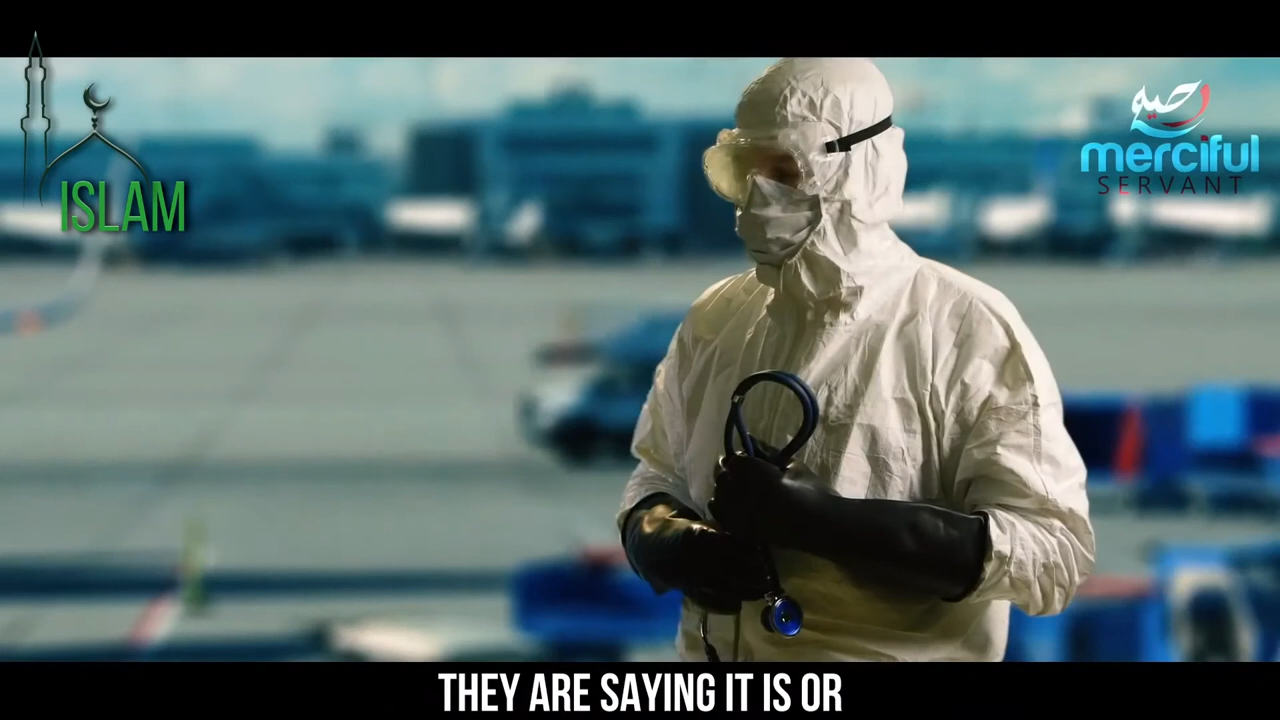 ISLAM
merciful
SERVANT
THEY ARE SAYING IT IS OR